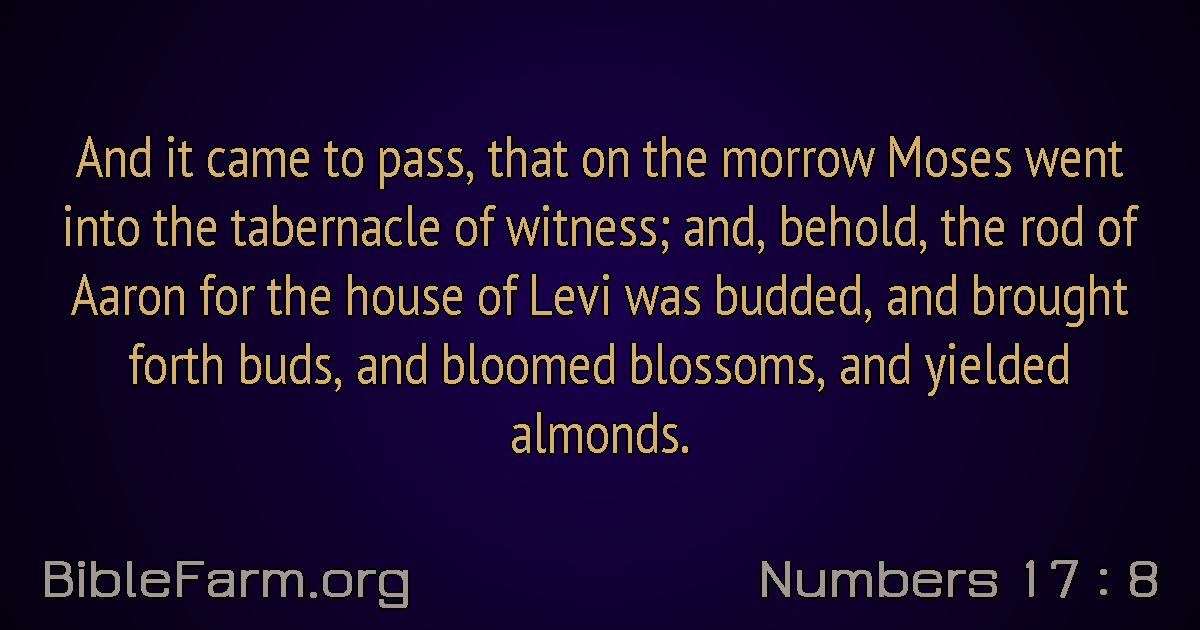 And it came to pass, that on the morrow Moses went
into the tabernacle of witness; and, behold, the rod of
Aaron for the house of Levi was budded, and brought
forth buds, and bloomed blossoms, and yielded
almonds.
BibleFarm.org
Numbers 17 : 8